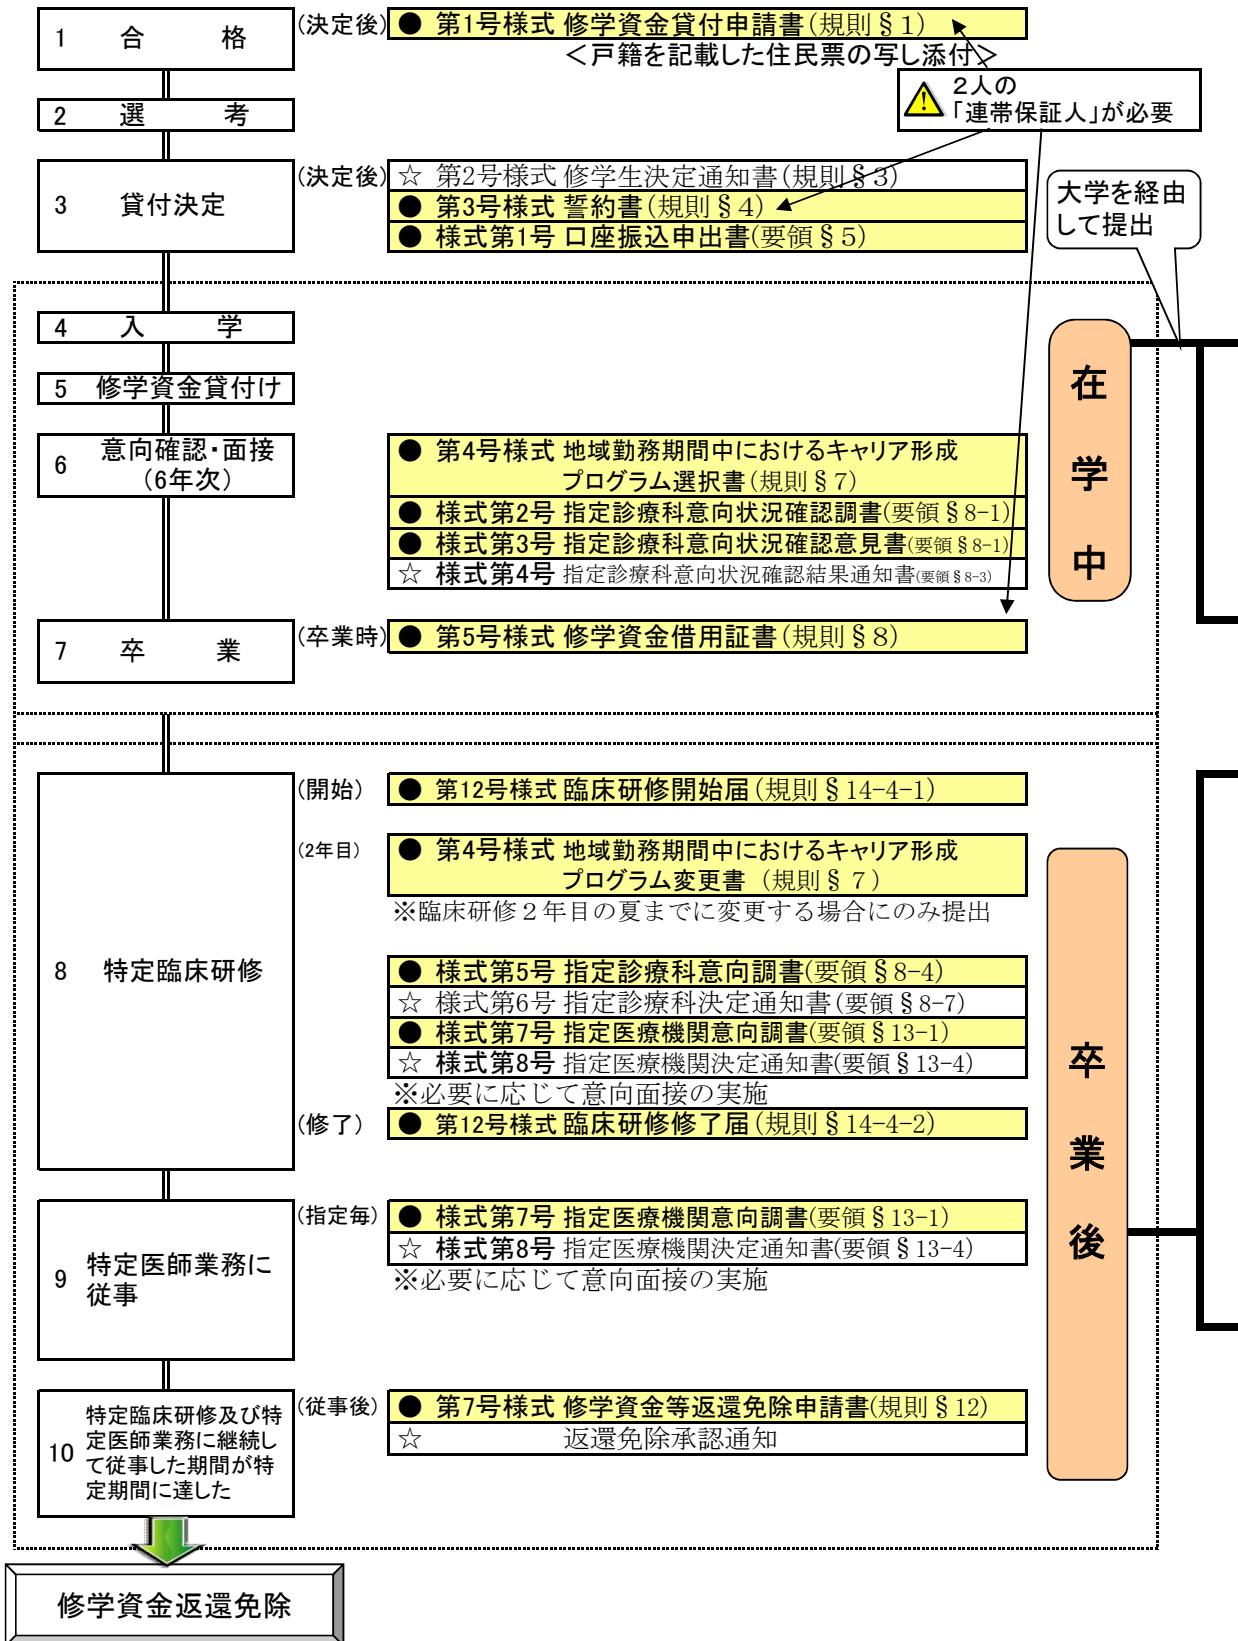 1 合 格
(決定後)
● 第1号様式 修学資金貸付申請書(規則§1)
＜戸籍を記載した住民票の写し添付＞
2人の
「連帯保証人」が必要
2 選 考
3 貸付決定
(決定後)
☆ 第2号様式 修学生決定通知書(規則§3)
● 第3号様式 誓約書(規則§4)
● 様式第1号 口座振込申出書(要領§5)
大学を経由
して提出
4 入 学
5 修学資金貸付け
6 意向確認・面接
(6年次)
● 第4号様式 地域勤務期間中におけるキャリア形成
プログラム選択書(規則§7)
● 様式第2号 指定診療科意向状況確認調書(要領§8-1)
● 様式第3号 指定診療科意向状況確認意見書(要領§8-1)
☆ 様式第4号 指定診療科意向状況確認結果通知書(要領§8-3)
在
学
中
7 卒 業
(卒業時)
● 第5号様式 修学資金借用証書(規則§8)
8 特定臨床研修
(開始)
● 第12号様式 臨床研修開始届(規則§14-4-1)
(2年目)
● 第4号様式 地域勤務期間中におけるキャリア形成
プログラム変更書 (規則§7)
※臨床研修2年目の夏までに変更する場合にのみ提出
● 様式第5号 指定診療科意向調書(要領§8-4)
☆ 様式第6号 指定診療科決定通知書(要領§8-7)
● 様式第7号 指定医療機関意向調書(要領§13-1)
☆ 様式第8号 指定医療機関決定通知書(要領§13-4)
※必要に応じて意向面接の実施
(修了)
● 第12号様式 臨床研修修了届(規則§14-4-2)
卒
業
後
9 特定医師業務に
従事
(指定毎)
● 様式第7号 指定医療機関意向調書(要領§13-1)
☆ 様式第8号 指定医療機関決定通知書(要領§13-4)
※必要に応じて意向面接の実施
10 特定臨床研修及び特
定医師業務に継続し
て従事した期間が特
定期間に達した
(従事後)
● 第7号様式 修学資金等返還免除申請書(規則§12)
☆ 返還免除承認通知
修学資金返還免除